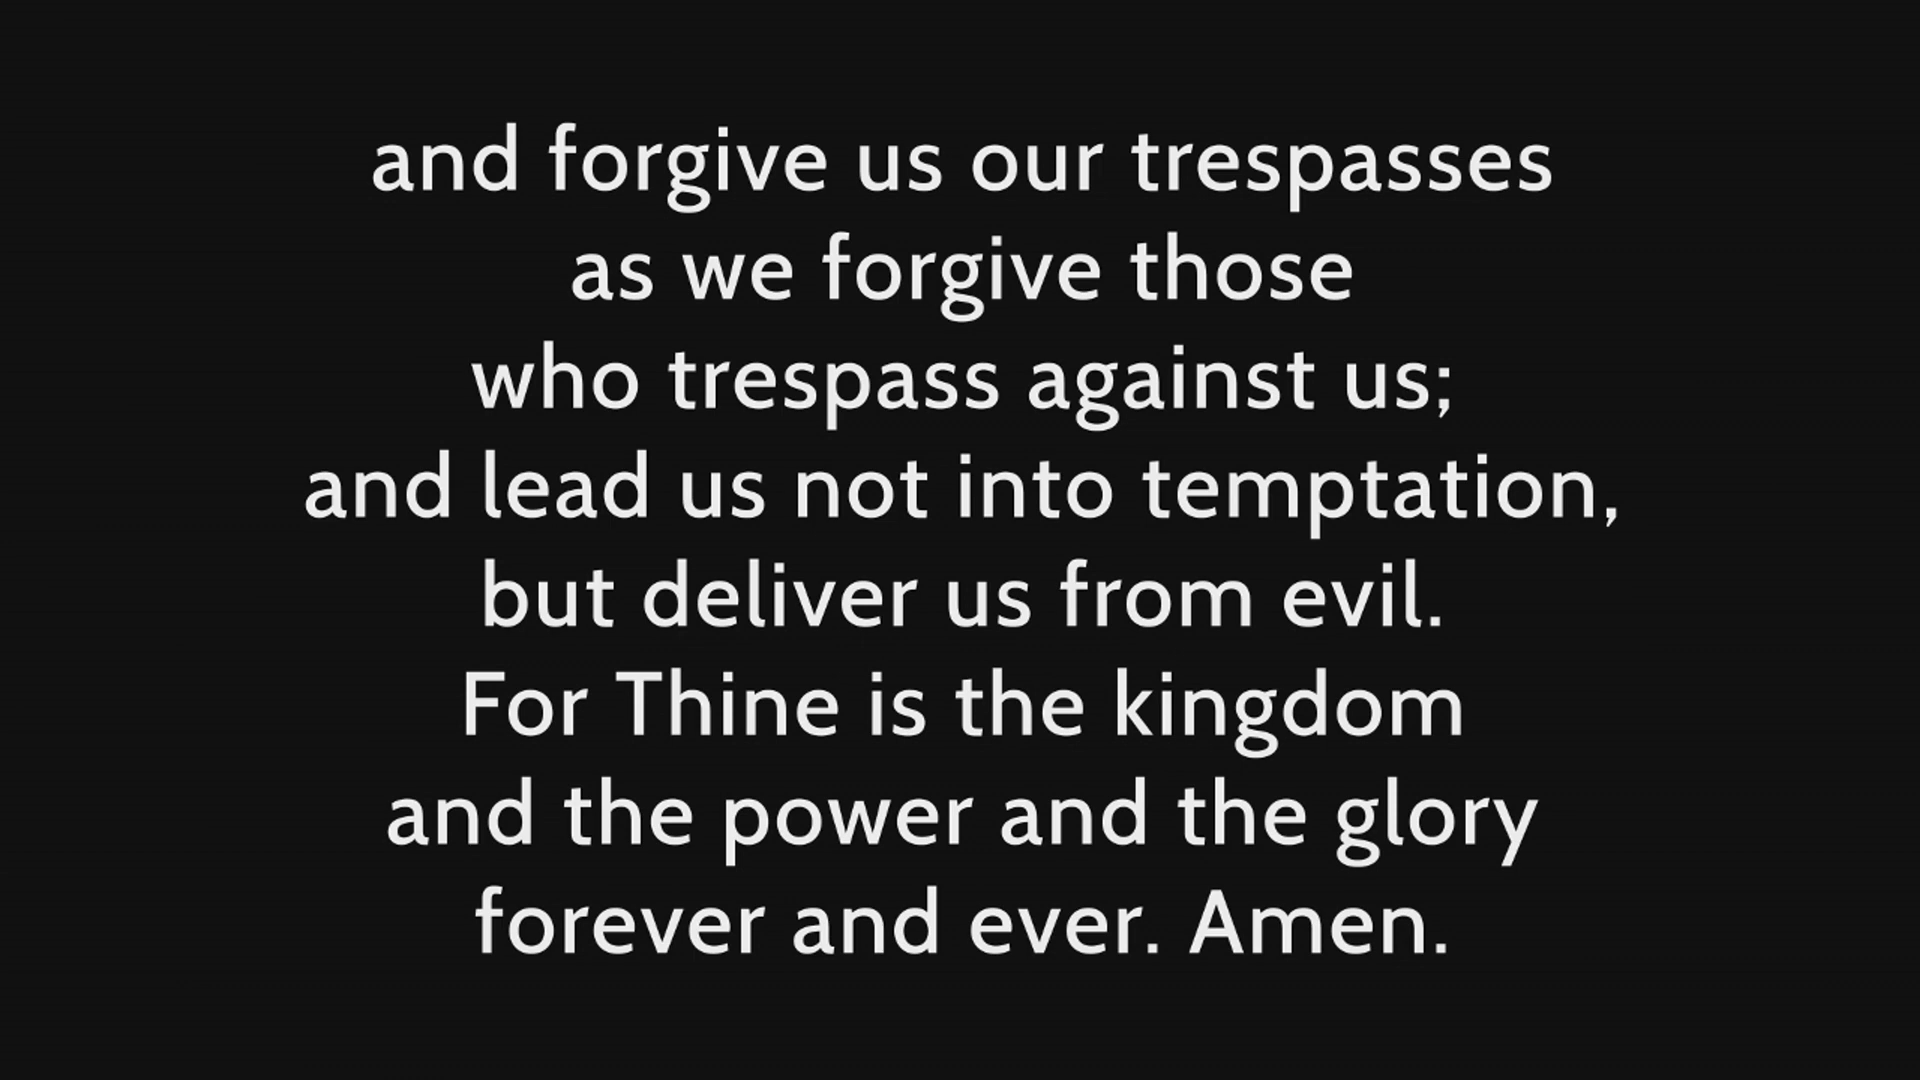 and forgive us our trespasses
as we forgive those
who trespass against us;
and lead us not into temptation,
but deliver us from evil.
For Thine is the kingdom
and the power and the glory
forever and ever. Amen.